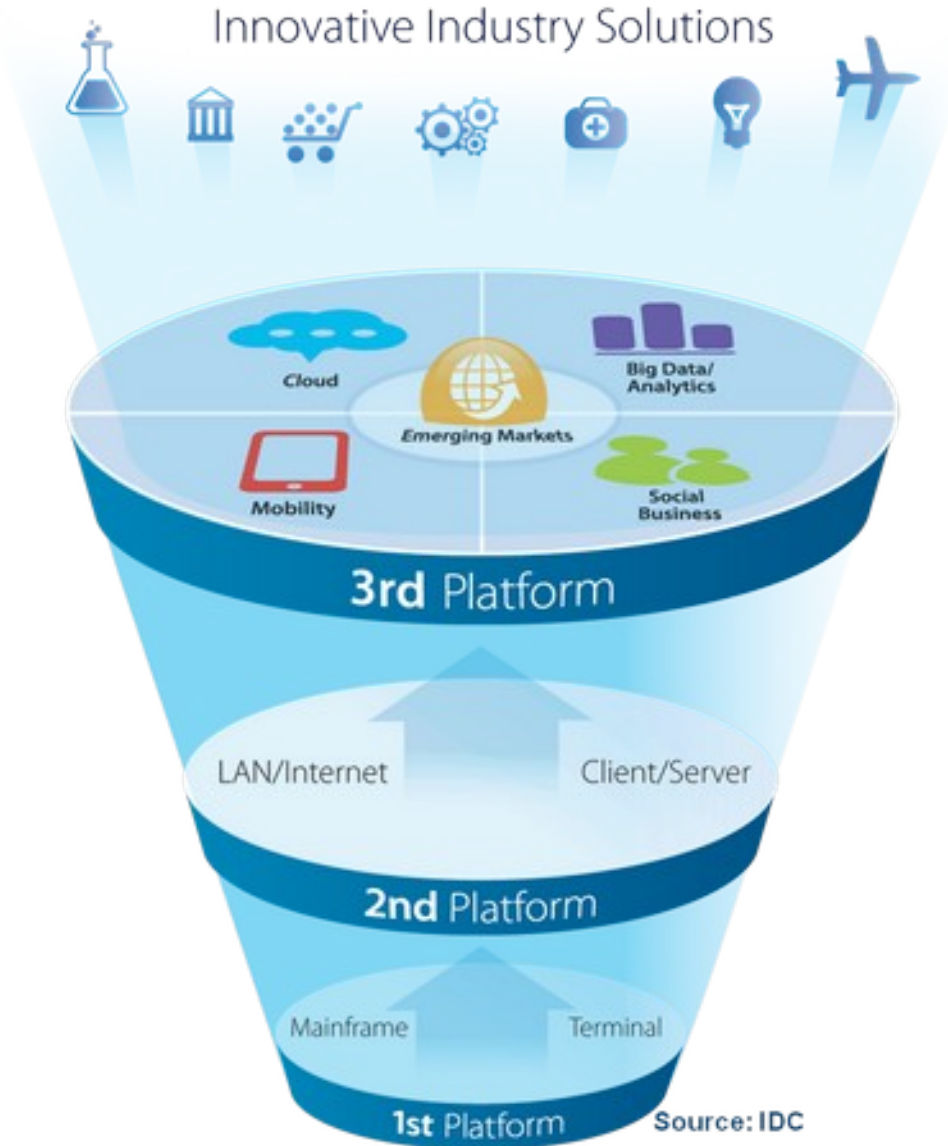 Innovative Industry Solutions
Cloud
Big Data/
Analytics
Emerging Markets
Mobility
Social
Business
3rd Platform
LAN/Internet
Client/Server
2nd Platform
Mainframe
Terminal
1st Platform
Source: IDC